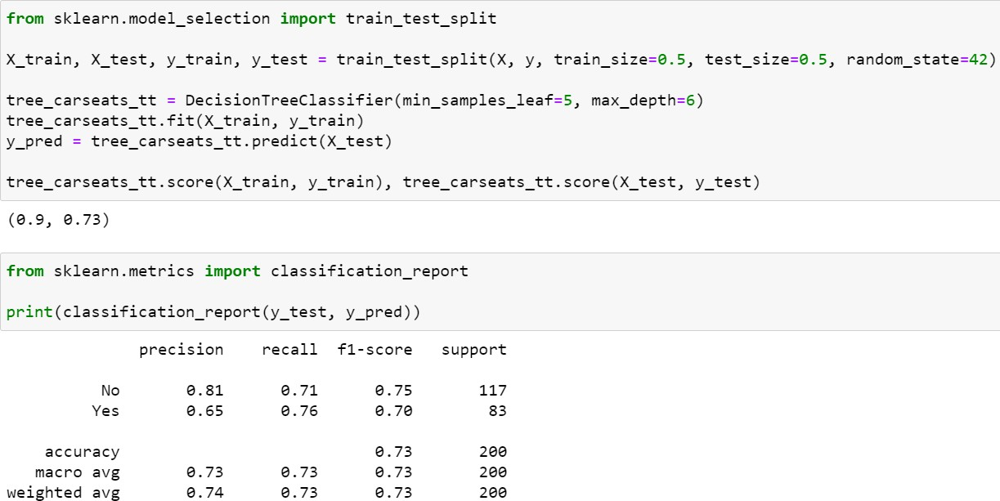 from sklearn.model_selection import train_test_split
X_train, X_test, y_train, y_test = train_test_split(X, y, train_size=0.5, test_size=0.5, random_state=42)
tree_carseats_tt = DecisionTreeClassifier(min_samples_leaf=5, max_depth=6)
tree_carseats_tt.fit(X_train, y_train)
y_pred = tree_carseats_tt.predict(X_test)
tree_carseats_tt.score(X_train, y_train), tree_carseats_tt.score(X_test, y_test)
(0.9, 0.73)
from sklearn.metrics import classification_report
print(classification_report(y_test, y_pred))
precision recall f1-score support
No 0.81 0.71 0.75 117
Yes 0.65 0.76 0.70 83
accuracy 0.73 200
macro avg 0.73 0.73 0.73 200
weighted avg 0.74 0.73 0.73 200